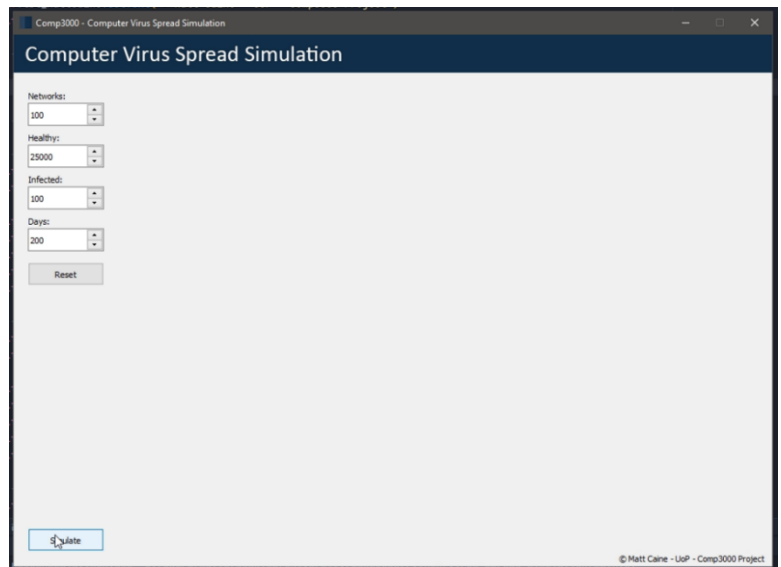 Comp3000 - Computer Virus Spread Simulation
Computer Virus Spread Simulation
Networks:
100
Healthy:
25000
Infected:
100
Days:
200
Reset
Simulate
© Matt Caine - UoP - Comp3000 Project